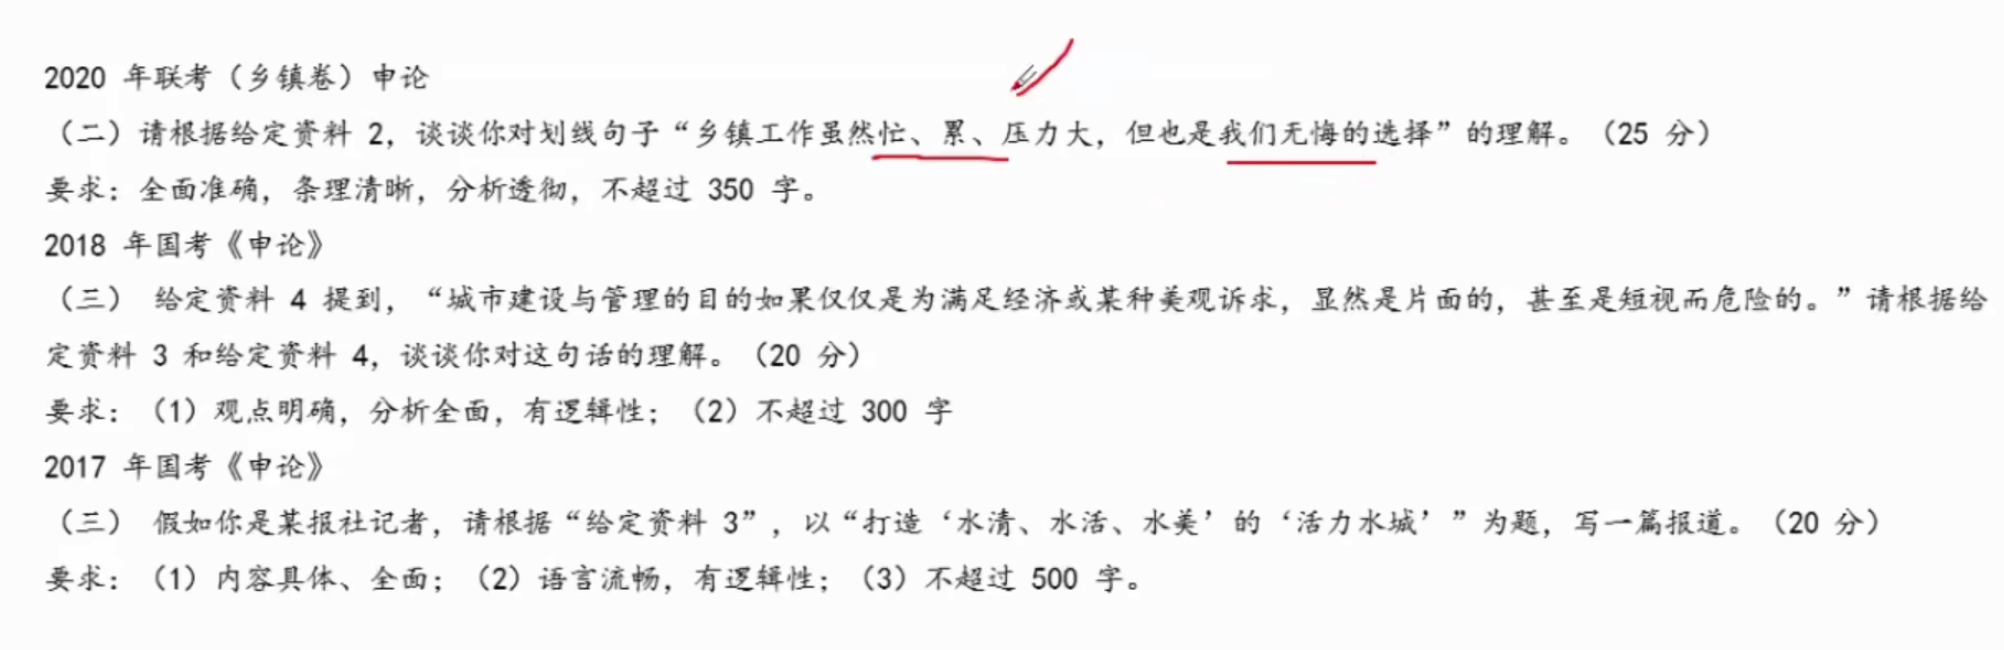 2020 年联考（乡镇卷）申论
（二）请根据给定资料 2，谈谈你对划线句子“乡镇工作虽然忙、累、压力大，但也是我们无悔的选择”的理解。（25 分）
要求：全面准确，条理清晰，分析透彻，不超过 350 字。
2018 年国考《申论》
（三） 给定资料 4 提到，“城市建设与管理的目的如果仅仅是为满足经济或某种美观诉求，显然是片面的，甚至是短视而危险的。”请根据给
定资料 3 和给定资料 4，谈谈你对这句话的理解。（20 分）
要求：（1）观点明确，分析全面，有逻辑性；（2）不超过 300 字
2017 年国考《申论》
（三） 假如你是某报社记者，请根据“给定资料 3”，以“打造‘水清、水活、水美’的‘活力水城’”为题，写一篇报道。（20 分）
要求：（1）内容具体、全面；（2）语言流畅，有逻辑性；（3）不超过 500 字。